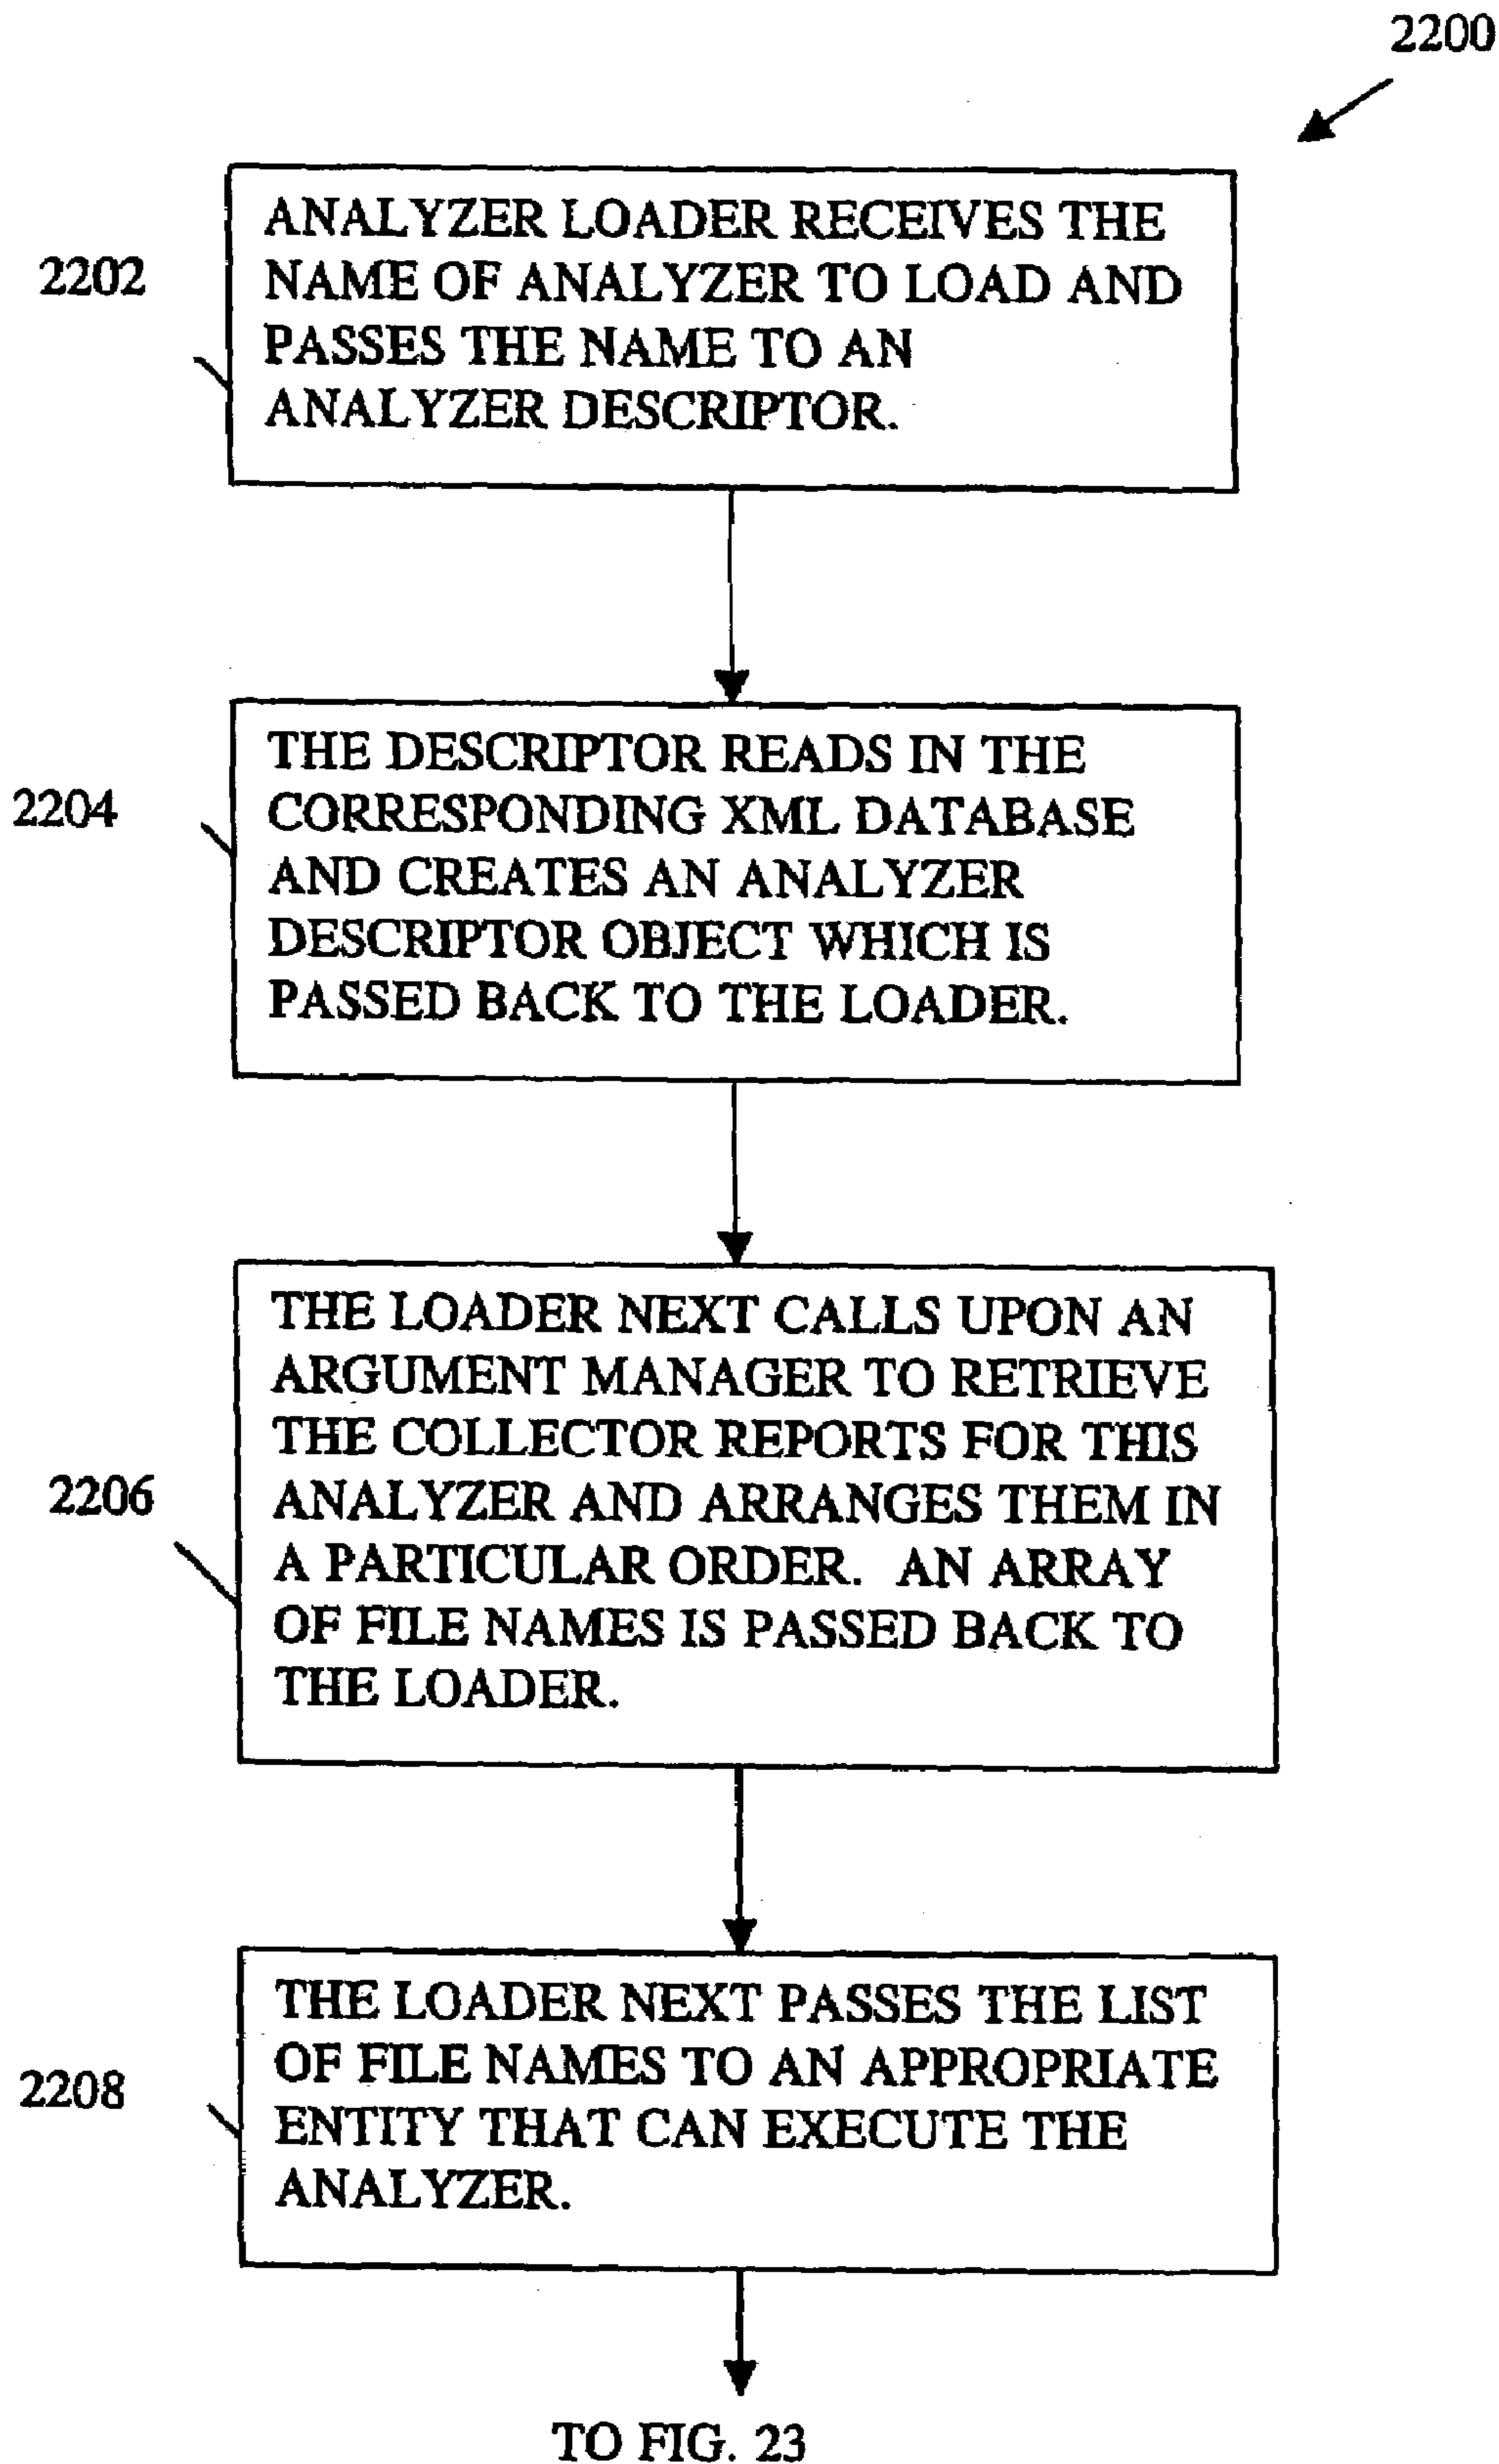 2200
2202
ANALYZER LOADER RECEIVES THE
NAME OF ANALYZER TO LOAD AND
PASSES THE NAME TO AN
ANALYZER DESCRIPTOR.
2204
THE DESCRIPTOR READS IN THE
CORRESPONDING XML DATABASE
AND CREATES AN ANALYZER
DESCRIPTOR OBJECT WHICH IS
PASSED BACK TO THE LOADER.
2206
THE LOADER NEXT CALLS UPON AN
ARGUMENT MANAGER TO RETRIEVE
THE COLLECTOR REPORTS FOR THIS
ANALYZER AND ARRANGES THEM IN
A PARTICULAR ORDER. AN ARRAY
OF FILE NAMES IS PASSED BACK TO
THE LOADER.
2208
THE LOADER NEXT PASSES THE LIST
OF FILE NAMES TO AN APPROPRIATE
ENTITY THAT CAN EXECUTE THE
ANALYZER.
TO FIG. 23